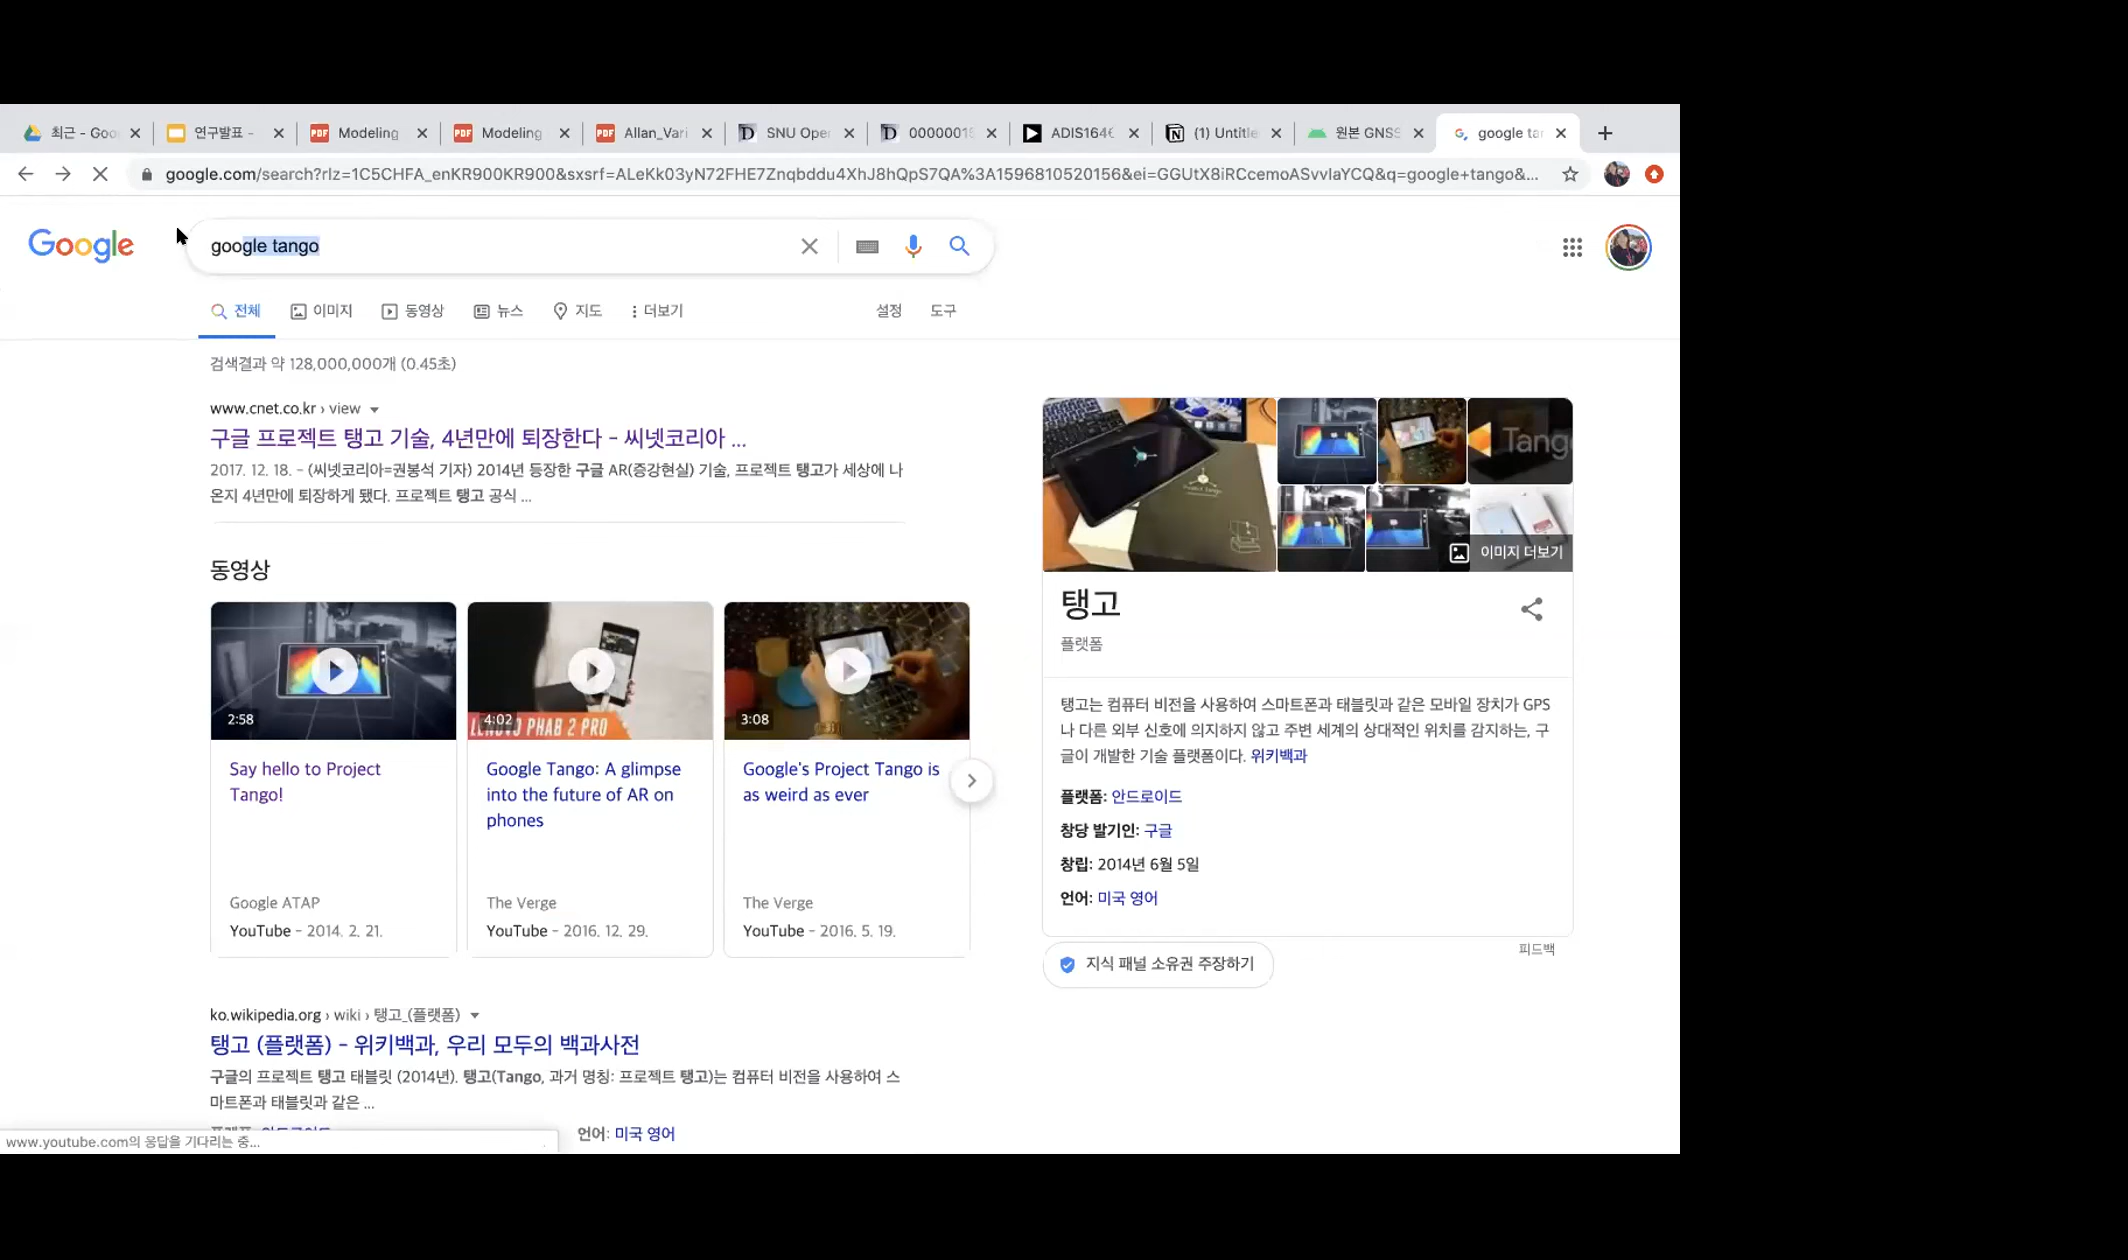 최근 - Goo
연구발표 -
Modeling
Modeling
Allan_Vari
SNU Oper
0000001
ADIS164
(1) Untitle
원본 GNSS
google tan
google.com/search?rlz=1C5CHFA_enKR900KR900&sxsrf=ALeKk03yN72FHE7Znqbddu4XhJ8hQpS7QA%3A1596810520156&ei=GGUtX8iRCcemoASvvIaYCQ&q=google+tango&...
Google
google tango
전체
이미지
동영상
뉴스
지도
더보기
설정
도구
검색결과 약 128,000,000개 (0.45초)
www.cnet.co.kr › view
구글 프로젝트 탱고 기술, 4년만에 퇴장한다 - 씨넷코리아 ...
2017. 12. 18. - (씨넷코리아=권봉석 기자) 2014년 등장한 구글 AR(증강현실) 기술, 프로젝트 탱고가 세상에 나
온지 4년만에 퇴장하게 됐다. 프로젝트 탱고 공식 ...
동영상
2:58
Say hello to Project
Tango!
Google ATAP
YouTube - 2014. 2. 21.
4:02
LENOVO PHAB 2 PRO
Google Tango: A glimpse
into the future of AR on
phones
The Verge
YouTube - 2016. 12. 29.
3:08
Google's Project Tango is
as weird as ever
The Verge
YouTube - 2016. 5. 19.
ko.wikipedia.org › wiki › 탱고_(플랫폼)
탱고 (플랫폼) - 위키백과, 우리 모두의 백과사전
구글의 프로젝트 탱고 태블릿 (2014년). 탱고(Tango, 과거 명칭: 프로젝트 탱고)는 컴퓨터 비전을 사용하여 스
마트폰과 태블릿과 같은 ...
언어: 미국 영어
www.youtube.com의 응답을 기다리는 중...
Tango
이미지 더보기
탱고
플랫폼
탱고는 컴퓨터 비전을 사용하여 스마트폰과 태블릿과 같은 모바일 장치가 GPS
나 다른 외부 신호에 의지하지 않고 주변 세계의 상대적인 위치를 감지하는, 구
글이 개발한 기술 플랫폼이다. 위키백과
플랫폼: 안드로이드
창당 발기인: 구글
창립: 2014년 6월 5일
언어: 미국 영어
피드백
지식 패널 소유권 주장하기